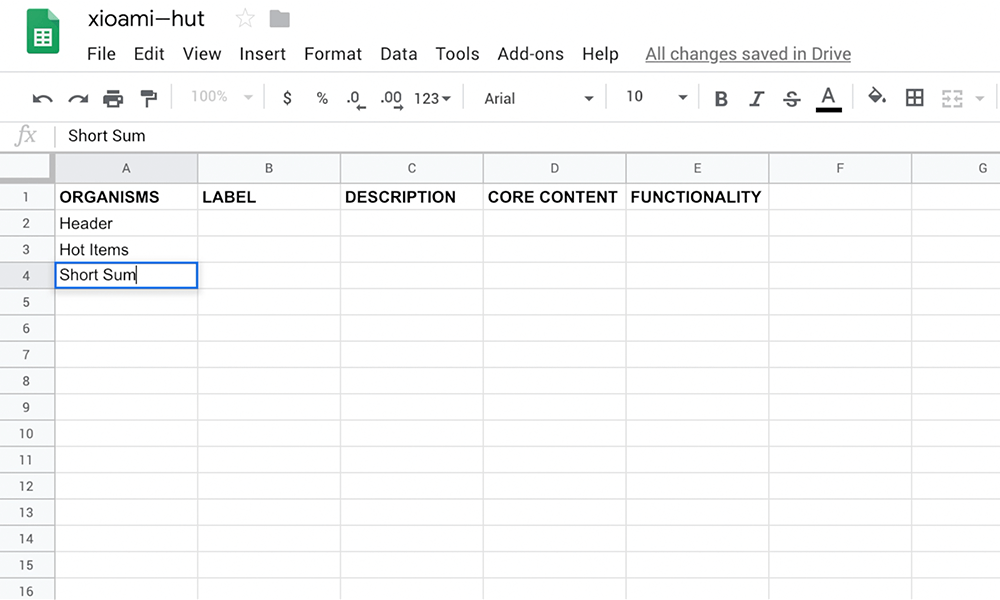 xioami–hut
File Edit View Insert Format Data Tools Add-ons Help All changes saved in Drive
100% $ % .0 .00 123 Arial 10 B I S A
fx Short Sum
A B C D E F G
1 ORGANISMS LABEL DESCRIPTION CORE CONTENT FUNCTIONALITY
2 Header
3 Hot Items
4 Short Sum
5
6
7
8
9
10
11
12
13
14
15
16